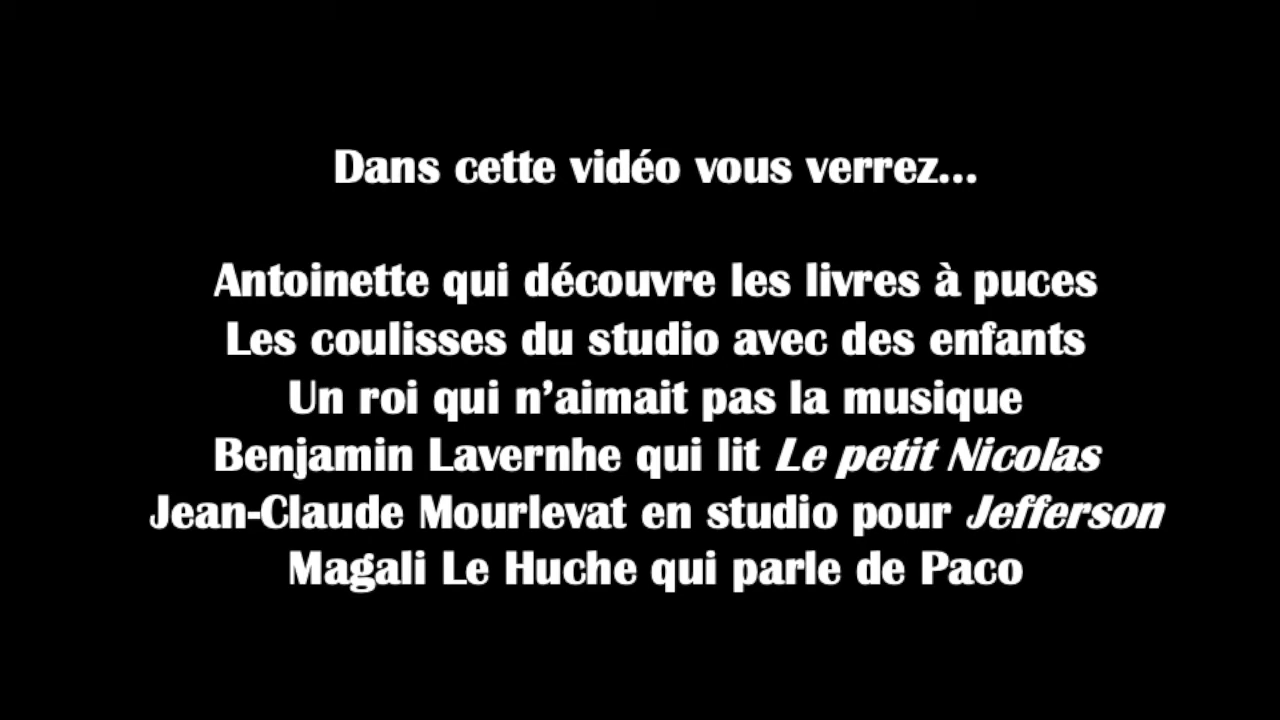 Dans cette vidéo vous verrez...
Antoinette qui découvre les livres à puces
Les coulisses du studio avec des enfants
Un roi qui n’aimait pas la musique
Benjamin Lavernhe qui lit Le petit Nicolas
Jean-Claude Mourlevat en studio pour Jefferson
Magali Le Huche qui parle de Paco